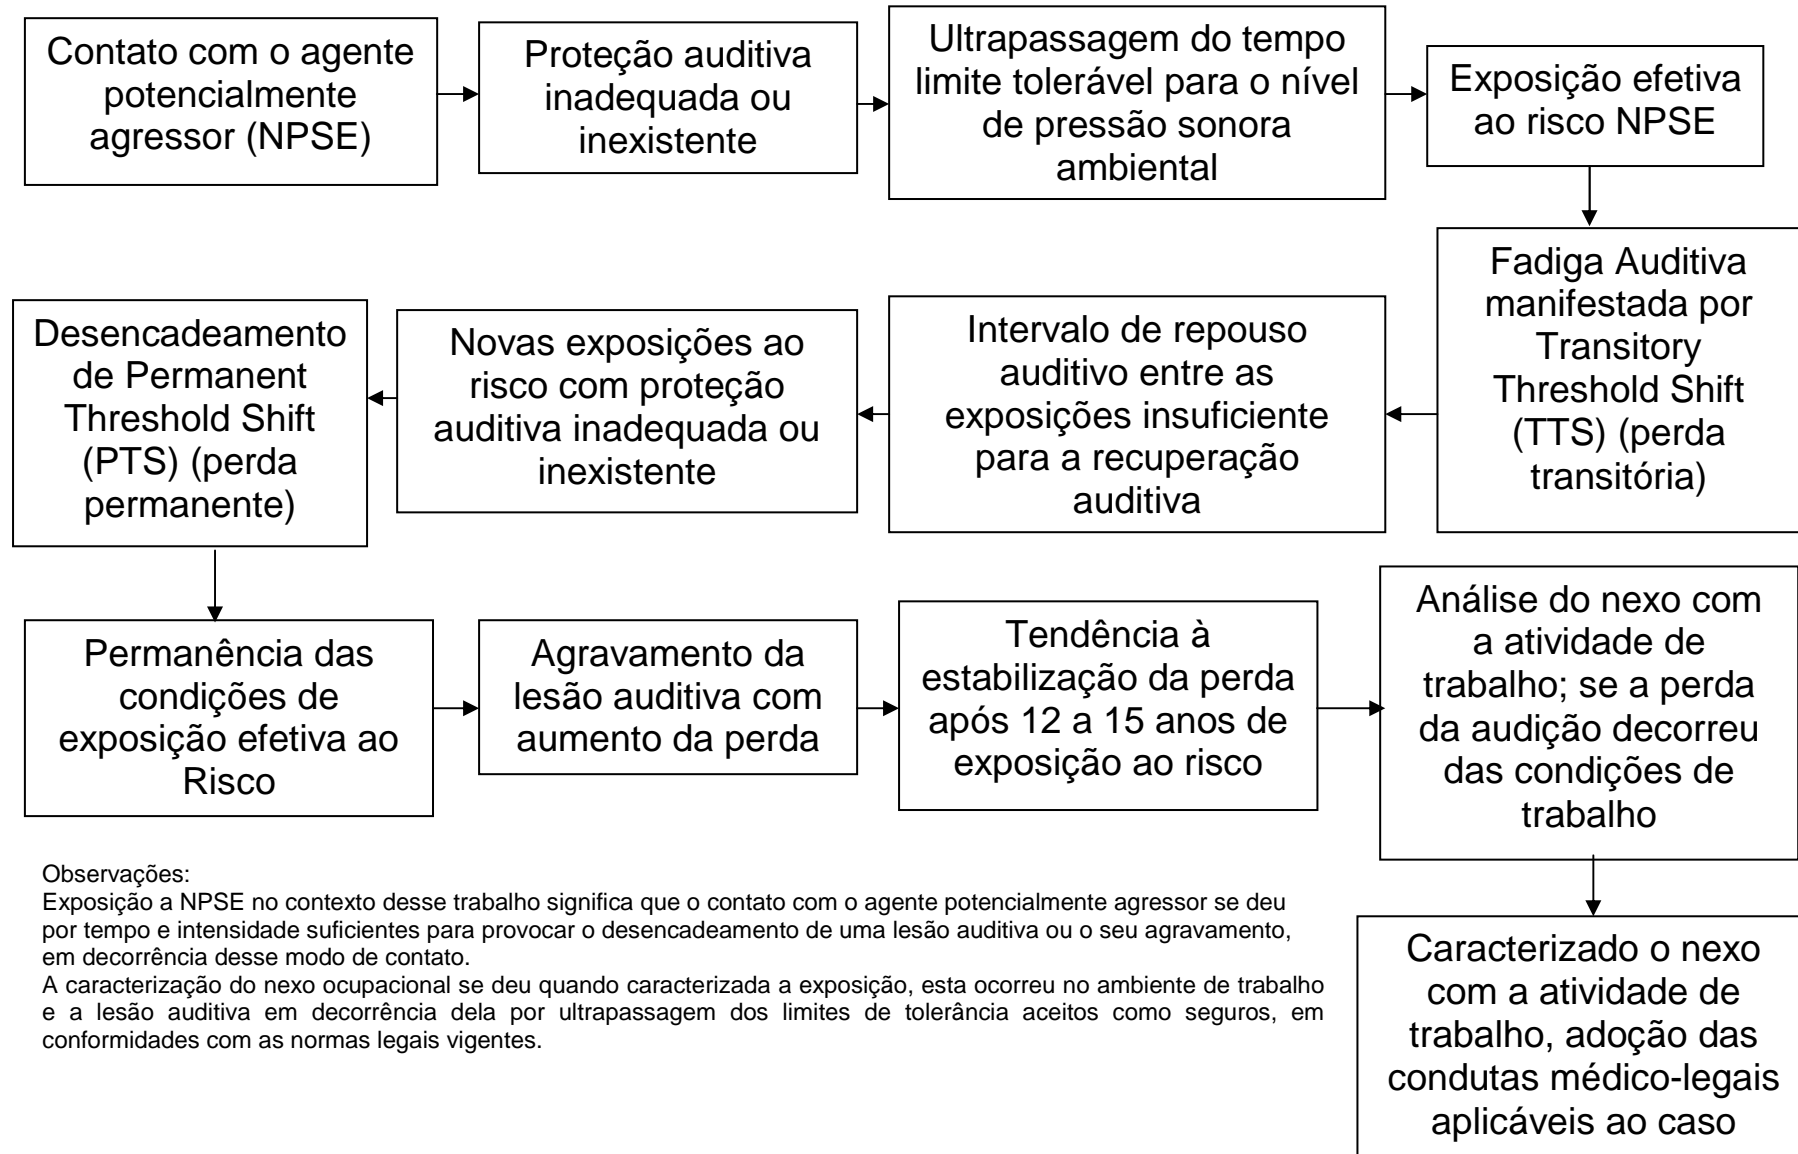 Contato com o agente
potencialmente
agressor (NPSE)
Proteção auditiva
inadequada ou
inexistente
Ultrapassagem do tempo
limite tolerável para o nível
de pressão sonora
ambiental
Exposição efetiva
ao risco NPSE
Fadiga Auditiva
manifestada por
Transitory
Threshold Shift
(TTS) (perda
transitória)
Intervalo de repouso
auditivo entre as
exposições insuficiente
para a recuperação
auditiva
Novas exposições ao
risco com proteção
auditiva inadequada ou
inexistente
Desencadeamento
de Permanent
Threshold Shift
(PTS) (perda
permanente)
Permanência das
condições de
exposição efetiva ao
Risco
Agravamento da
lesão auditiva com
aumento da perda
Tendência à
estabilização da perda
após 12 a 15 anos de
exposição ao risco
Análise do nexo com
a atividade de
trabalho; se a perda
da audição decorreu
das condições de
trabalho
Caracterizado o nexo
com a atividade de
trabalho, adoção das
condutas médico-legais
aplicáveis ao caso
Observações:
Exposição a NPSE no contexto desse trabalho significa que o contato com o agente potencialmente agressor se deu
por tempo e intensidade suficientes para provocar o desencadeamento de uma lesão auditiva ou o seu agravamento,
em decorrência desse modo de contato.
A caracterização do nexo ocupacional se deu quando caracterizada a exposição, esta ocorreu no ambiente de trabalho
e a lesão auditiva em decorrência dela por ultrapassagem dos limites de tolerância aceitos como seguros, em
conformidades com as normas legais vigentes.